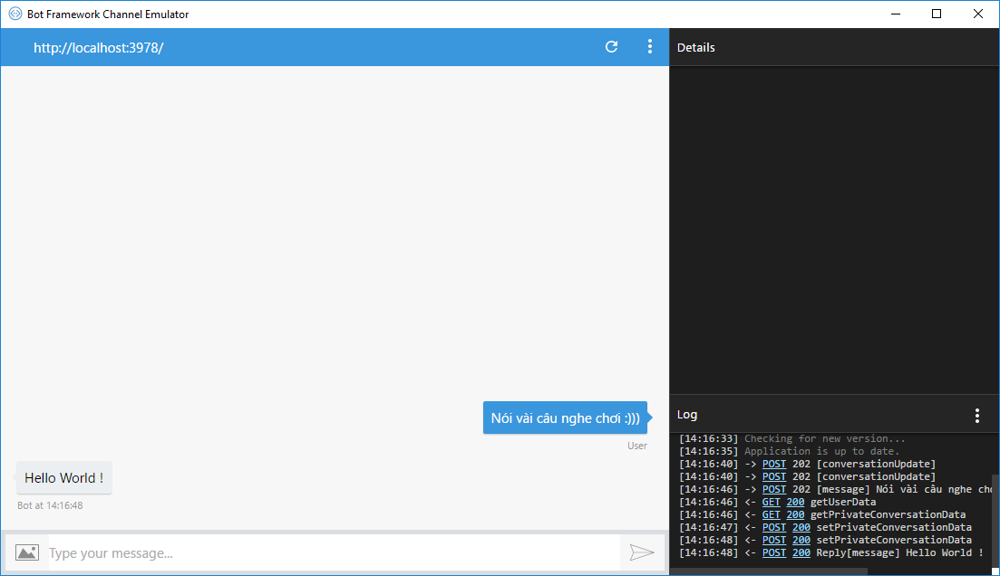 Bot Framework Channel Emulator
http://localhost:3978/
Details
Nói vài câu nghe chơi :)))
User
Hello World !
Bot at 14:16:48
Type your message...
Log
[14:16:33] Checking for new version...
[14:16:35] Application is up to date.
[14:16:40] -> POST 202 [conversationUpdate]
[14:16:40] -> POST 202 [conversationUpdate]
[14:16:46] -> POST 202 [message] Nói vài câu nghe chơ
[14:16:46] <- GET 200 getUserData
[14:16:46] <- GET 200 getPrivateConversationData
[14:16:47] <- POST 200 setPrivateConversationData
[14:16:48] <- POST 200 setPrivateConversationData
[14:16:48] <- POST 200 Reply[message] Hello World !